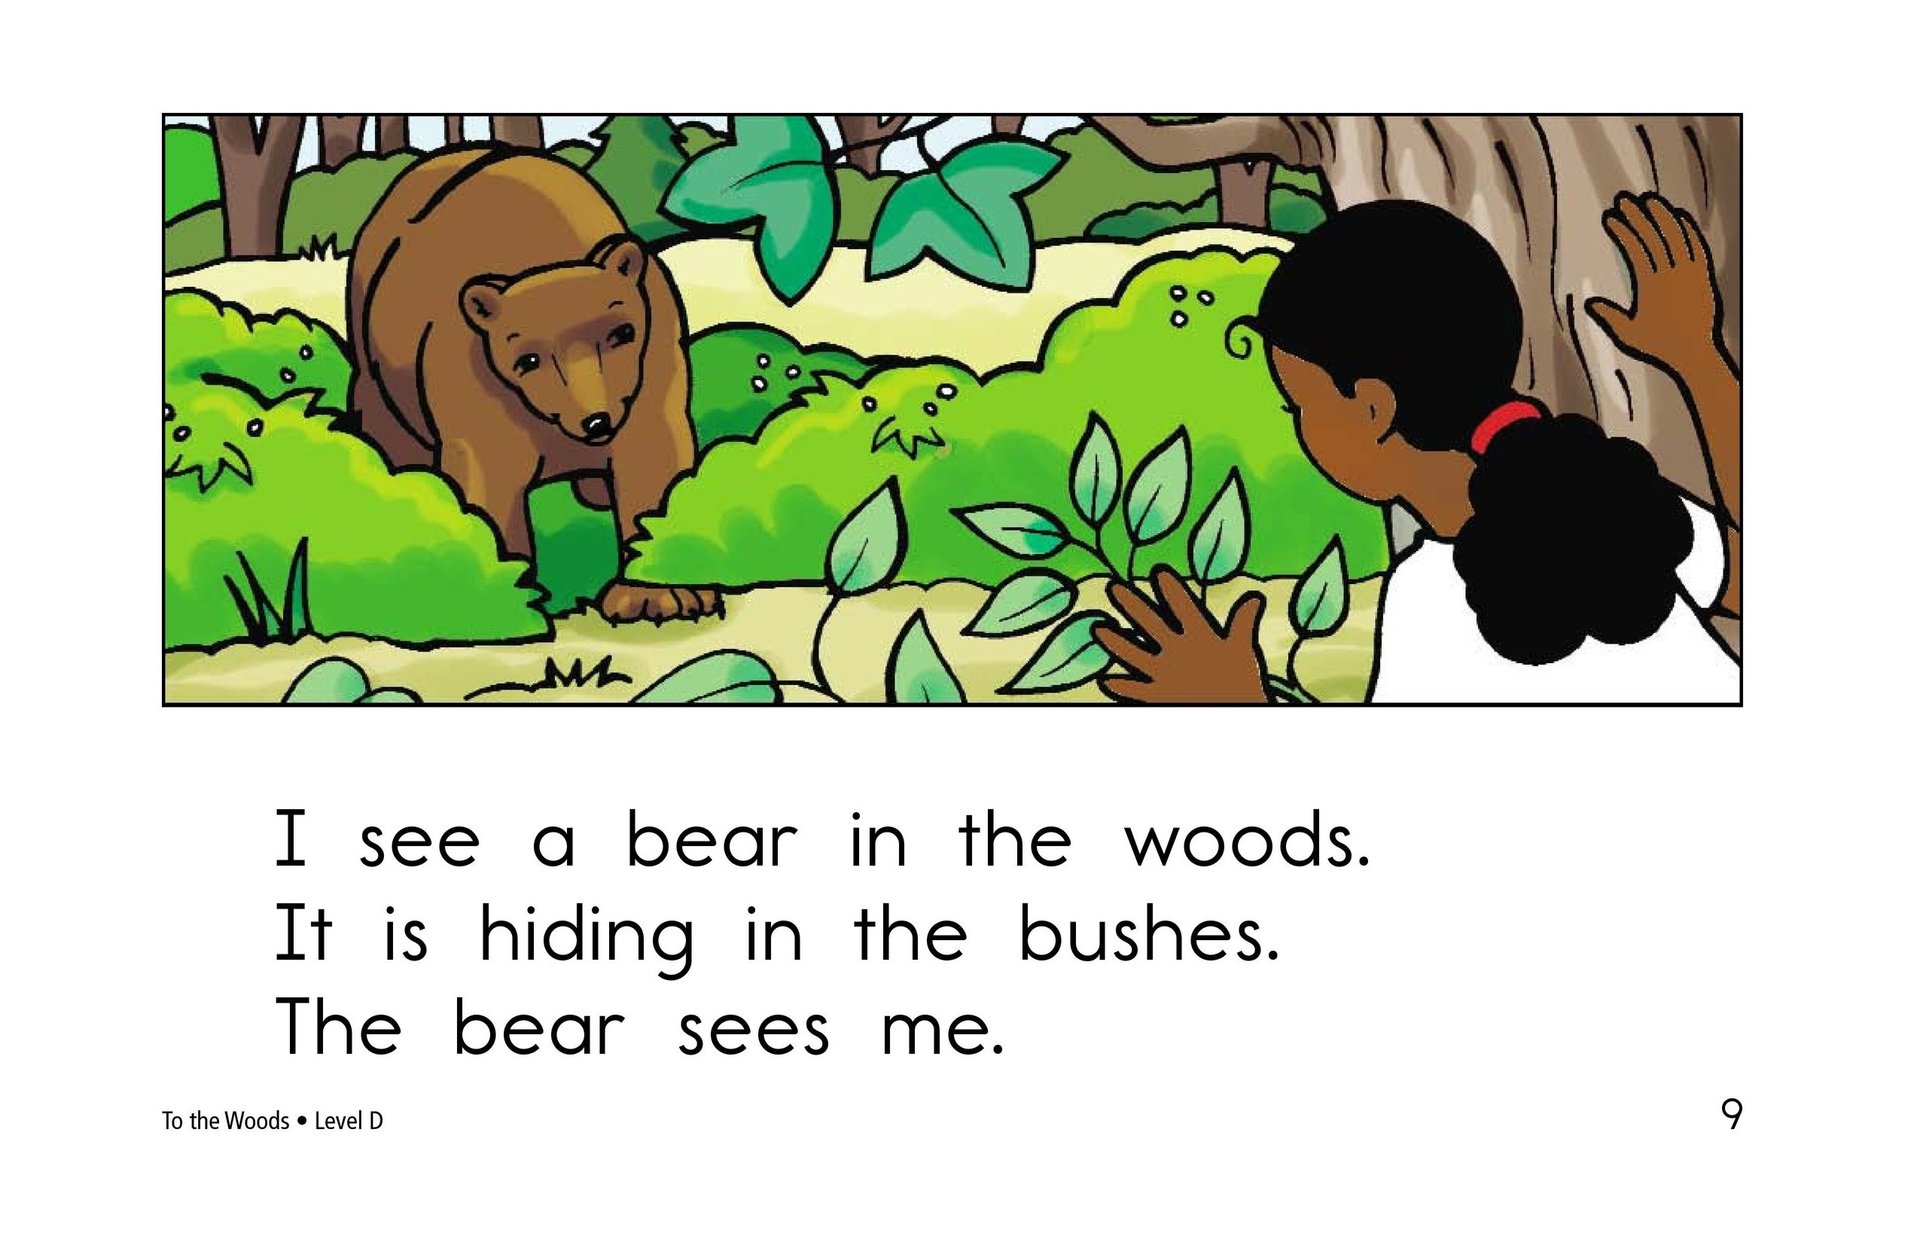 I see a bear in the woods.
It is hiding in the bushes.
The bear sees me.
To the Woods • Level D
9